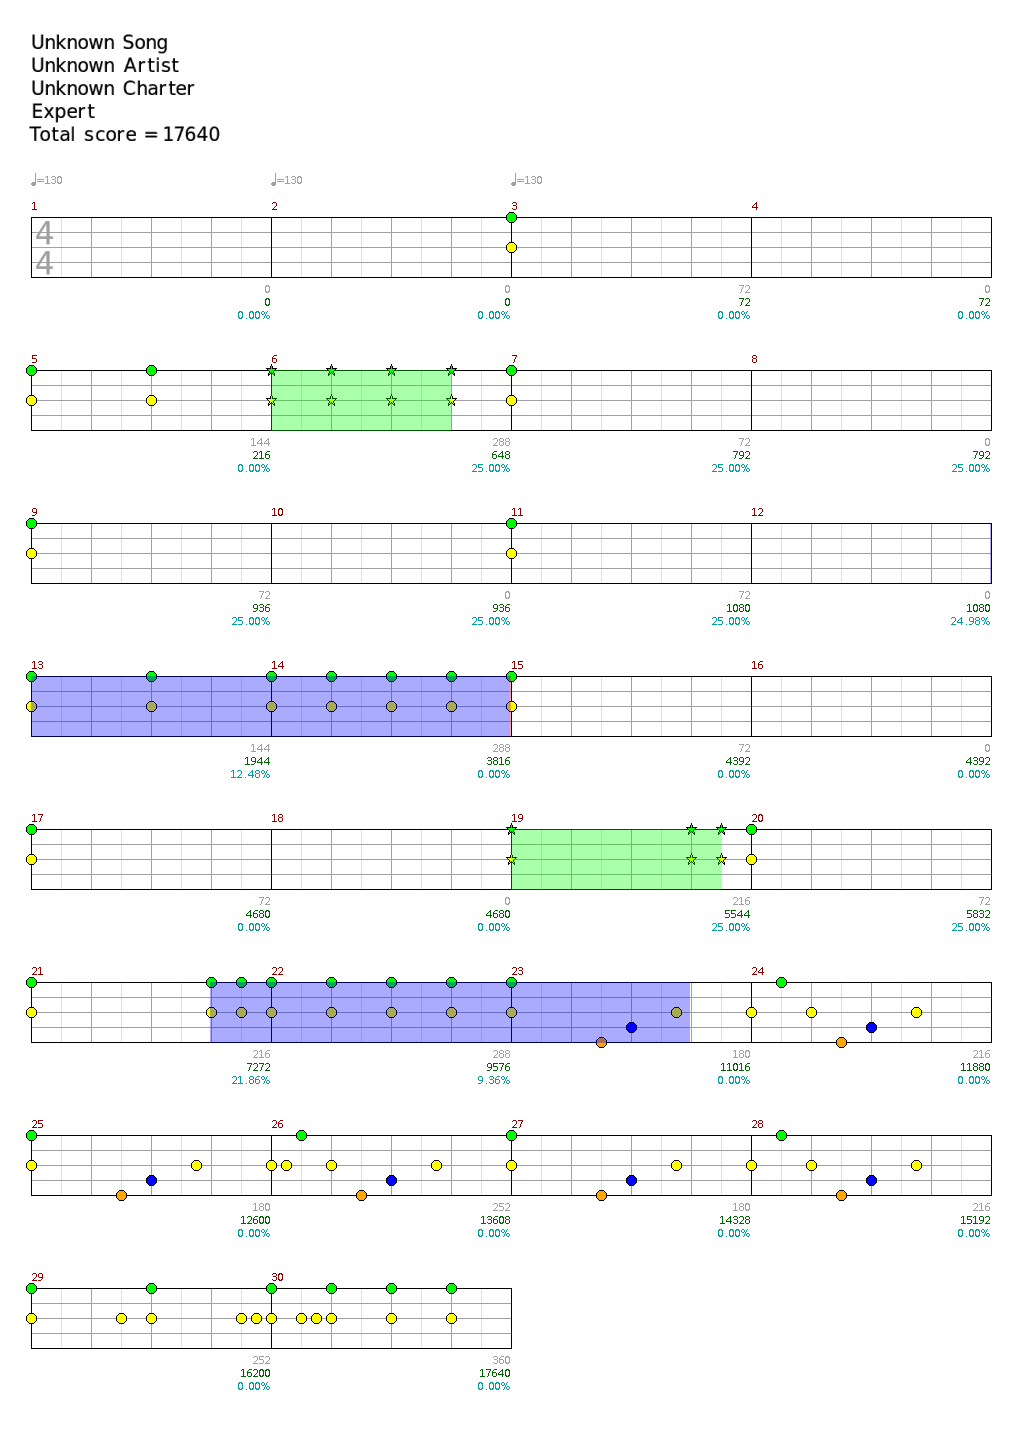 Unknown Song
Unknown Artist
Unknown Charter
Expert
Total score = 17640
♩=130 ♩=130 ♩=130
1 2 3 4
4
4
0 0 72 0
0 0 72 72
0.00% 0.00% 0.00% 0.00%
5 6 7 8
144 288 72 0
216 648 792 792
0.00% 25.00% 25.00% 25.00%
9 10 11 12
72 0 72 0
936 936 1080 1080
25.00% 25.00% 25.00% 24.98%
13 14 15 16
144 288 72 0
1944 3816 4392 4392
12.48% 0.00% 0.00% 0.00%
17 18 19 20
72 0 216 72
4680 4680 5544 5832
0.00% 0.00% 25.00% 25.00%
21 22 23 24
216 288 180 216
7272 9576 11016 11880
21.86% 9.36% 0.00% 0.00%
25 26 27 28
180 252 180 216
12600 13608 14328 15192
0.00% 0.00% 0.00% 0.00%
29 30
252 360
16200 17640
0.00% 0.00%